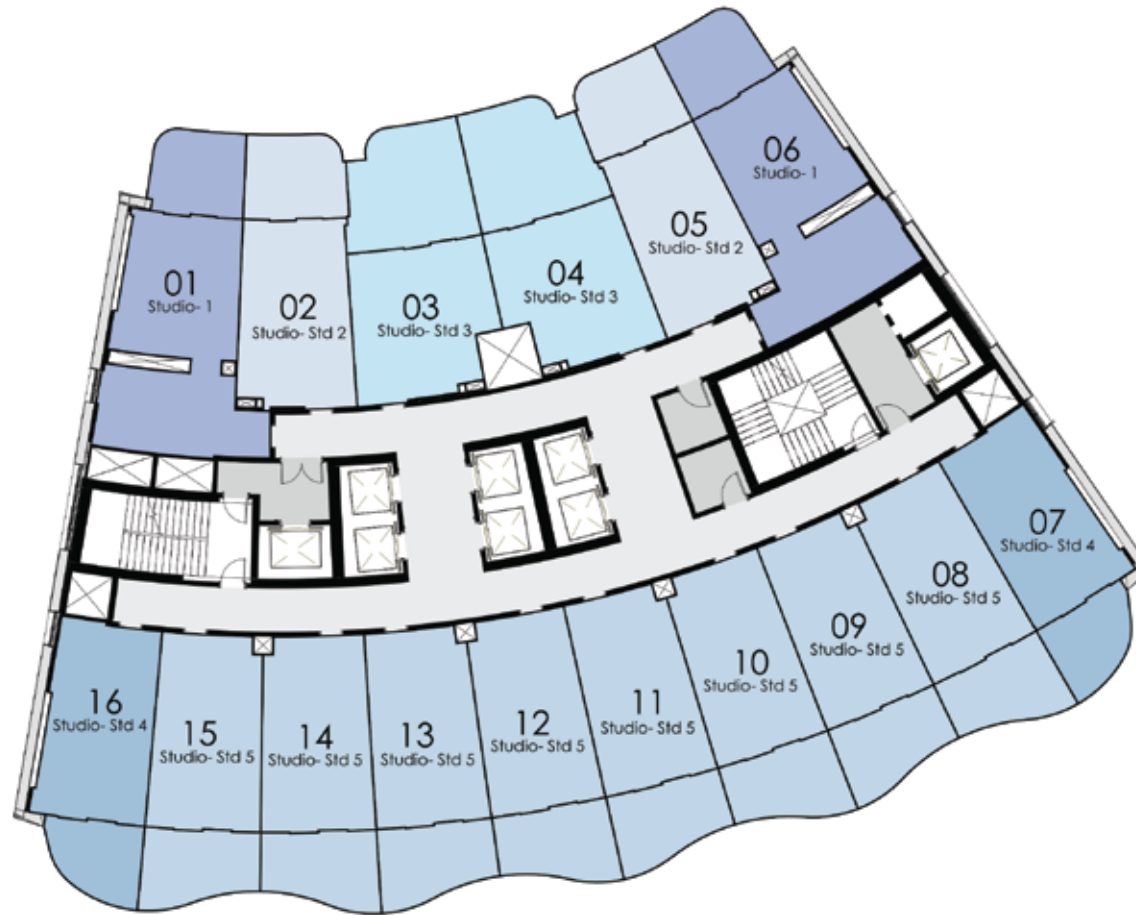 01
Studio- 1
02
Studio- Std 2
03
Studio- Std 3
04
Studio- Std 3
05
Studio- Std 2
06
Studio- 1
07
Studio- Std 4
08
Studio- Std 5
09
Studio- Std 5
10
Studio- Std 5
11
Studio- Std 5
12
Studio- Std 5
13
Studio- Std 5
14
Studio- Std 5
15
Studio- Std 5
16
Studio- Std 4